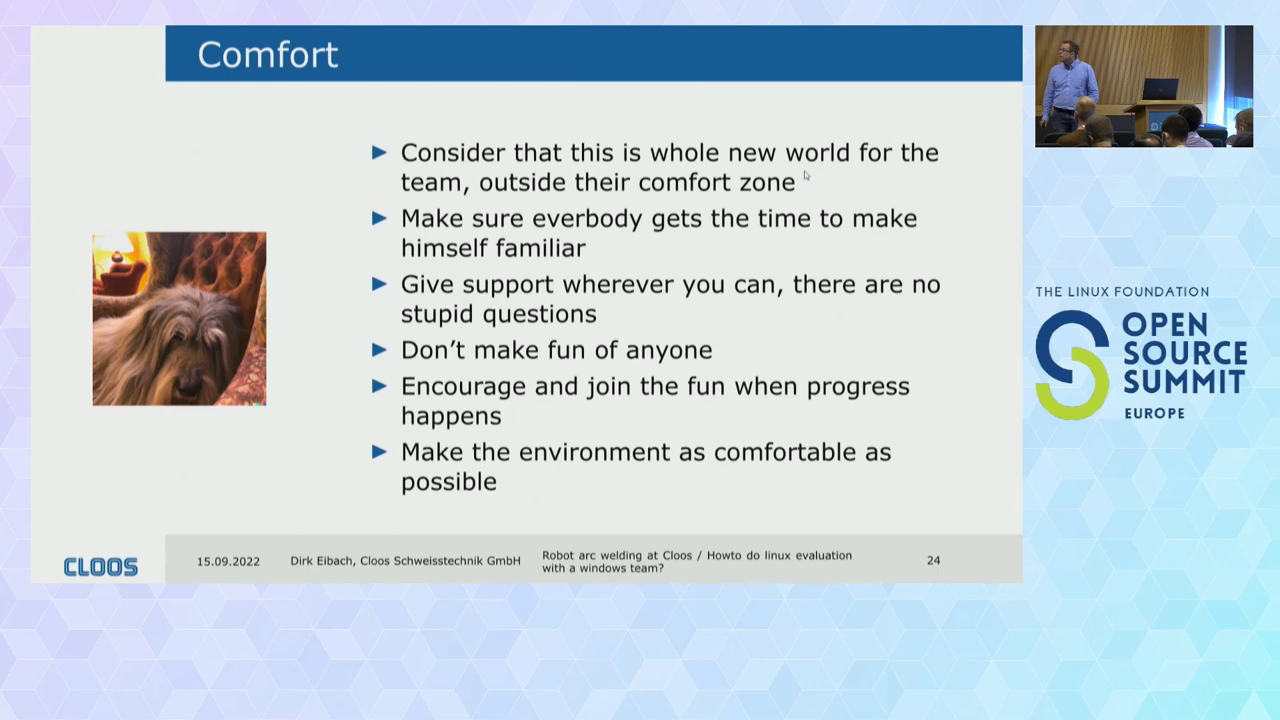 Comfort
Consider that this is whole new world for the
team, outside their comfort zone
Make sure everbody gets the time to make
himself familiar
Give support wherever you can, there are no
stupid questions
Don't make fun of anyone
Encourage and join the fun when progress
happens
Make the environment as comfortable as
possible
CLOOS
15.09.2022
Dirk Eibach, Cloos Schweisstechnik GmbH
Robot arc welding at Cloos / Howto do linux evaluation
with a windows team?
24
THE LINUX FOUNDATION
OPEN
SOURCE
SUMMIT
EUROPE